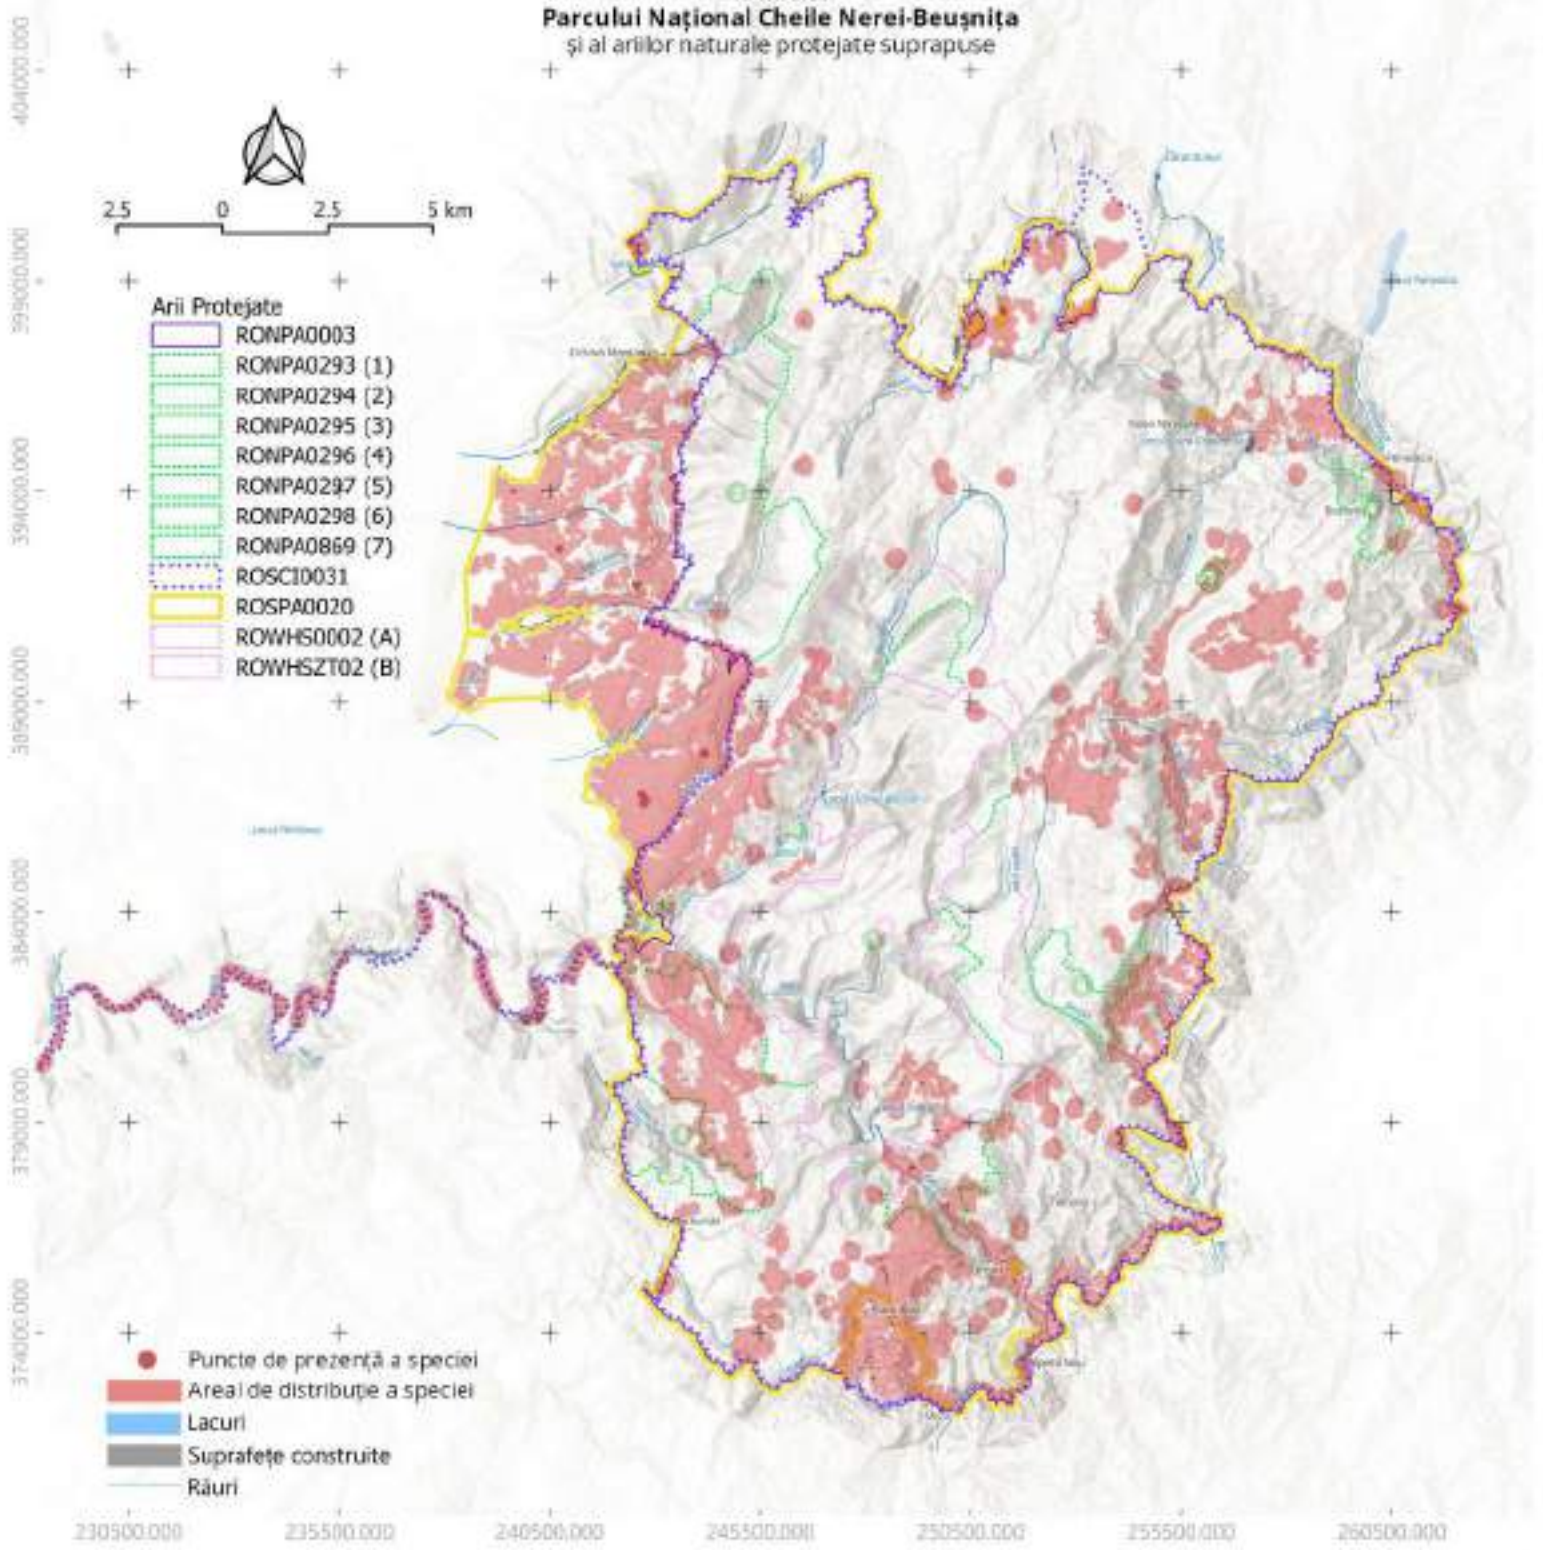 Parcului Național Cheile Nerei-Beușnița
și al ariilor naturale protejate suprapuse
404000.000
399000.000
394000.000
389000.000
384000.000
379000.000
374000.000
2.5 0 2.5 5 km
Arii Protejate
RONPA0003
RONPA0293 (1)
RONPA0294 (2)
RONPA0295 (3)
RONPA0296 (4)
RONPA0297 (5)
RONPA0298 (6)
RONPA0869 (7)
ROSCI0031
ROSPA0020
ROWHS0002 (A)
ROWHSZT02 (B)
Puncte de prezență a speciei
Areal de distribuție a speciei
Lacuri
Suprafețe construite
Râuri
230500.000 235500.000 240500.000 245500.000 250500.000 255500.000 260500.000